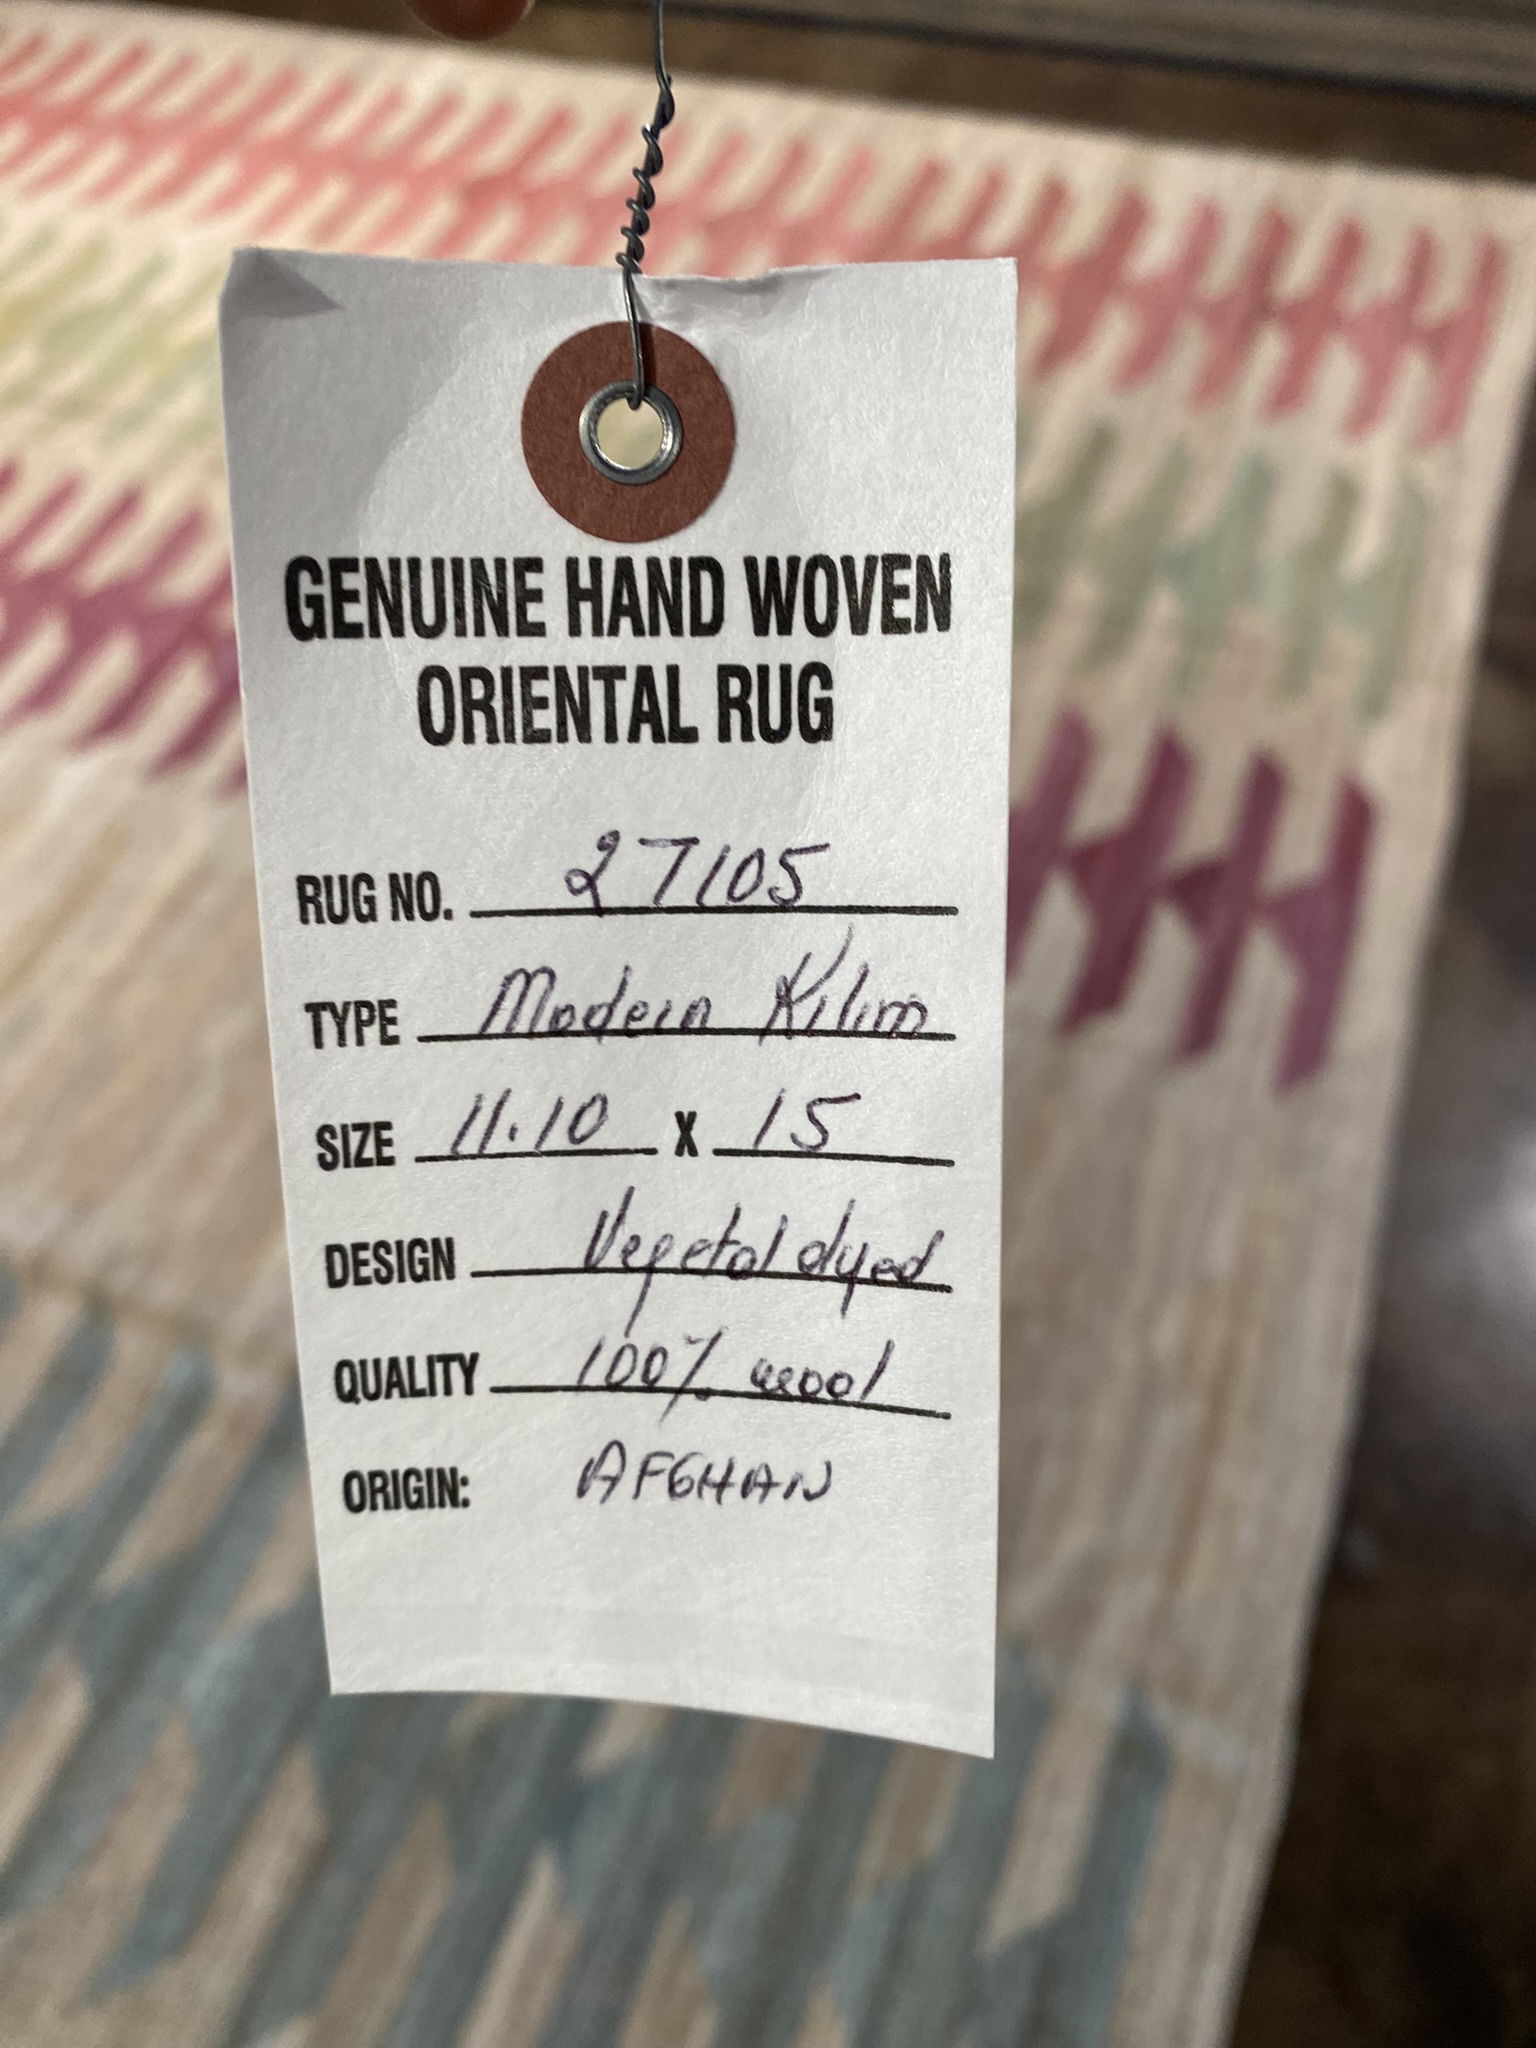 GENUINE HAND WOVEN
ORIENTAL RUG
RUG NO. 27105
TYPE Modern Kilim
SIZE 11.10 X 15
DESIGN Vegetal dyed
QUALITY 100% wool
ORIGIN: AFGHAN